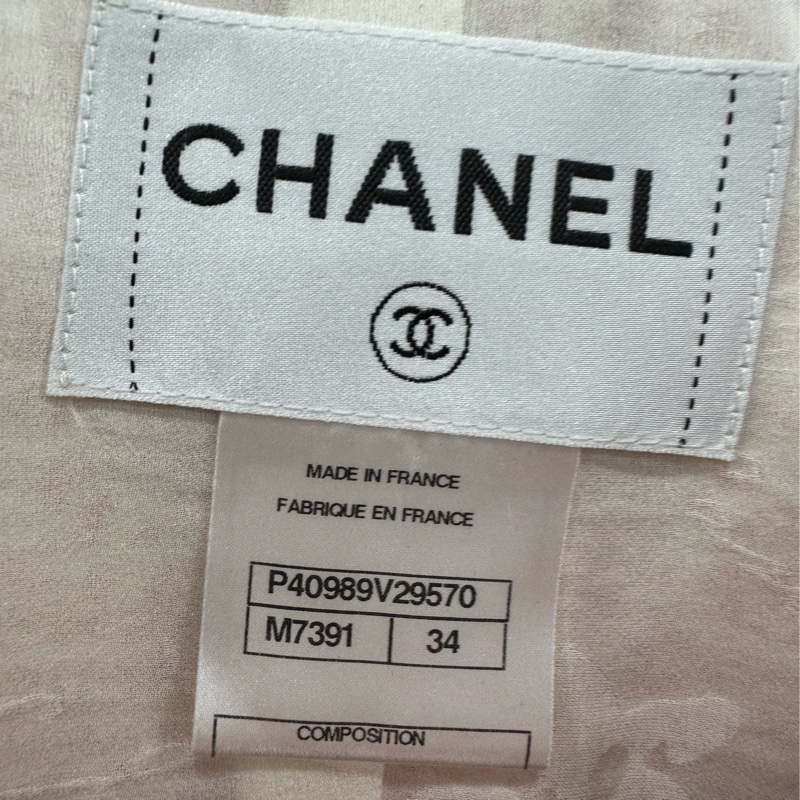 CHANEL
MADE IN FRANCE
FABRIQUE EN FRANCE
P40989V29570
M7391 34
COMPOSITION